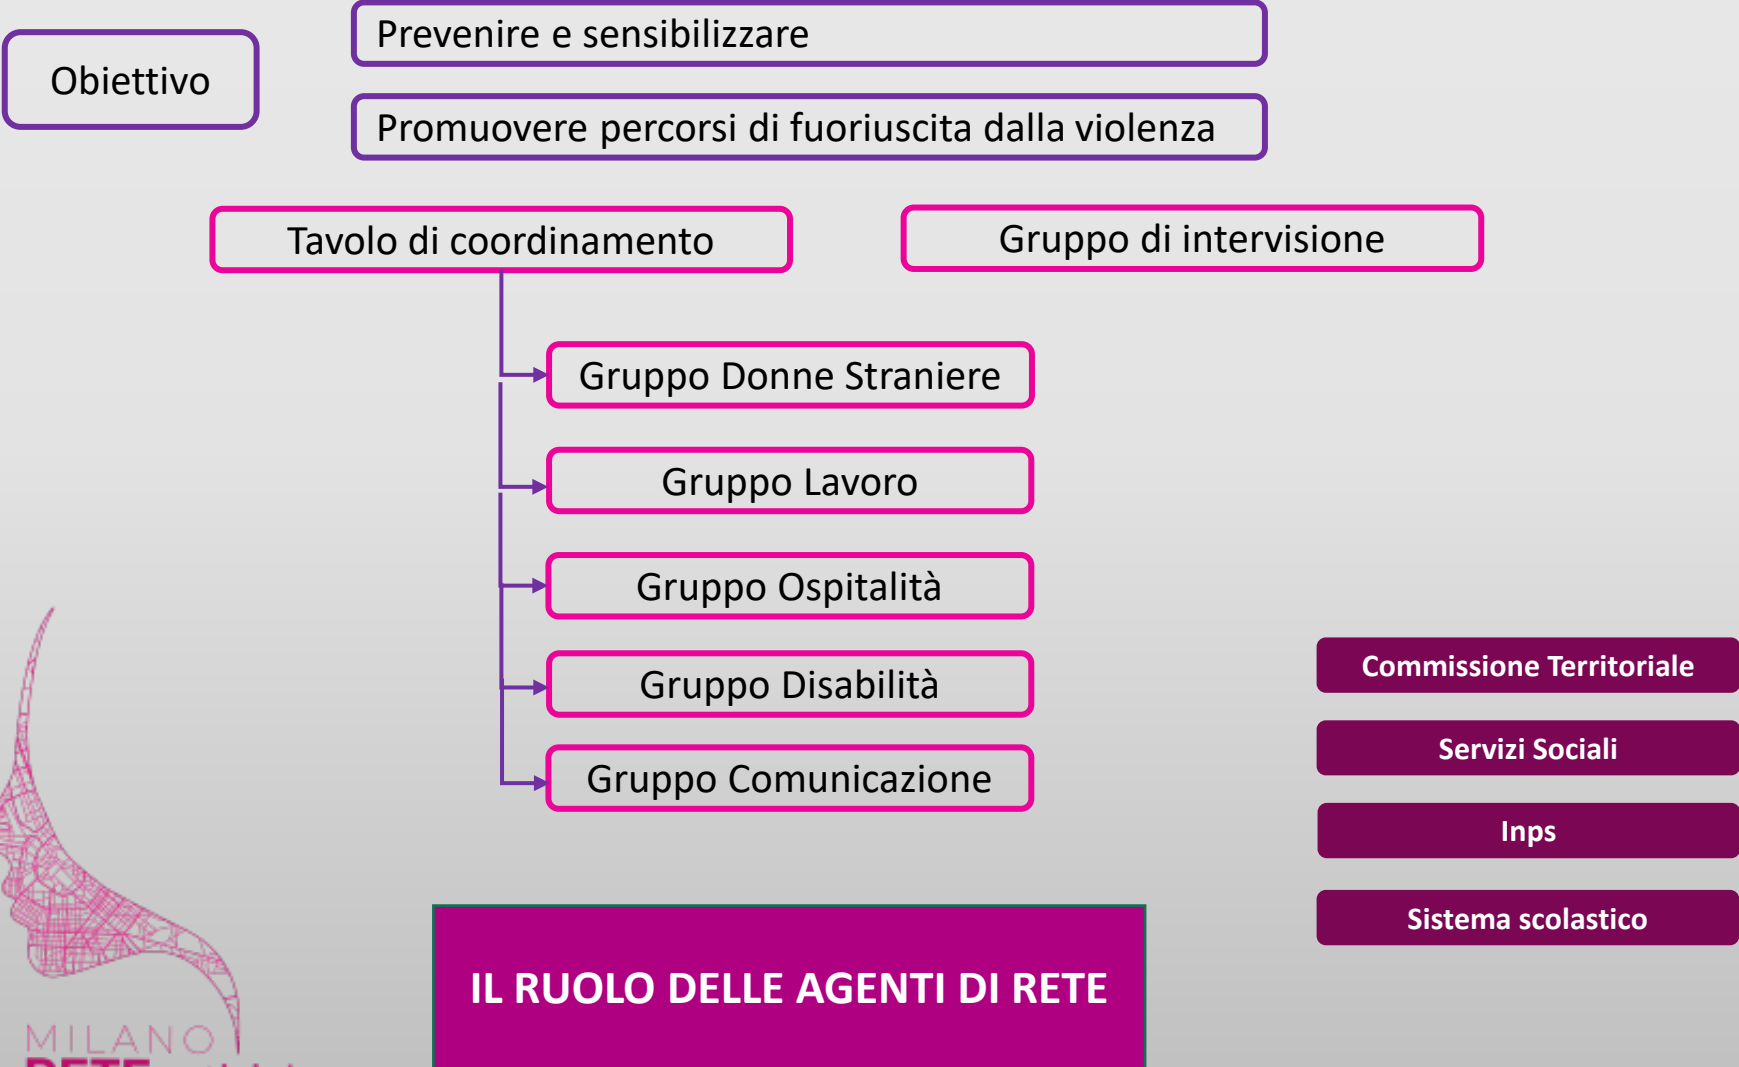 Prevenire e sensibilizzare
Obiettivo
Promuovere percorsi di fuoriuscita dalla violenza
Tavolo di coordinamento
Gruppo di intervisione
Gruppo Donne Straniere
Gruppo Lavoro
Gruppo Ospitalità
Gruppo Disabilità
Gruppo Comunicazione
Commissione Territoriale
Servizi Sociali
Inps
Sistema scolastico
IL RUOLO DELLE AGENTI DI RETE
MILANO
RETE